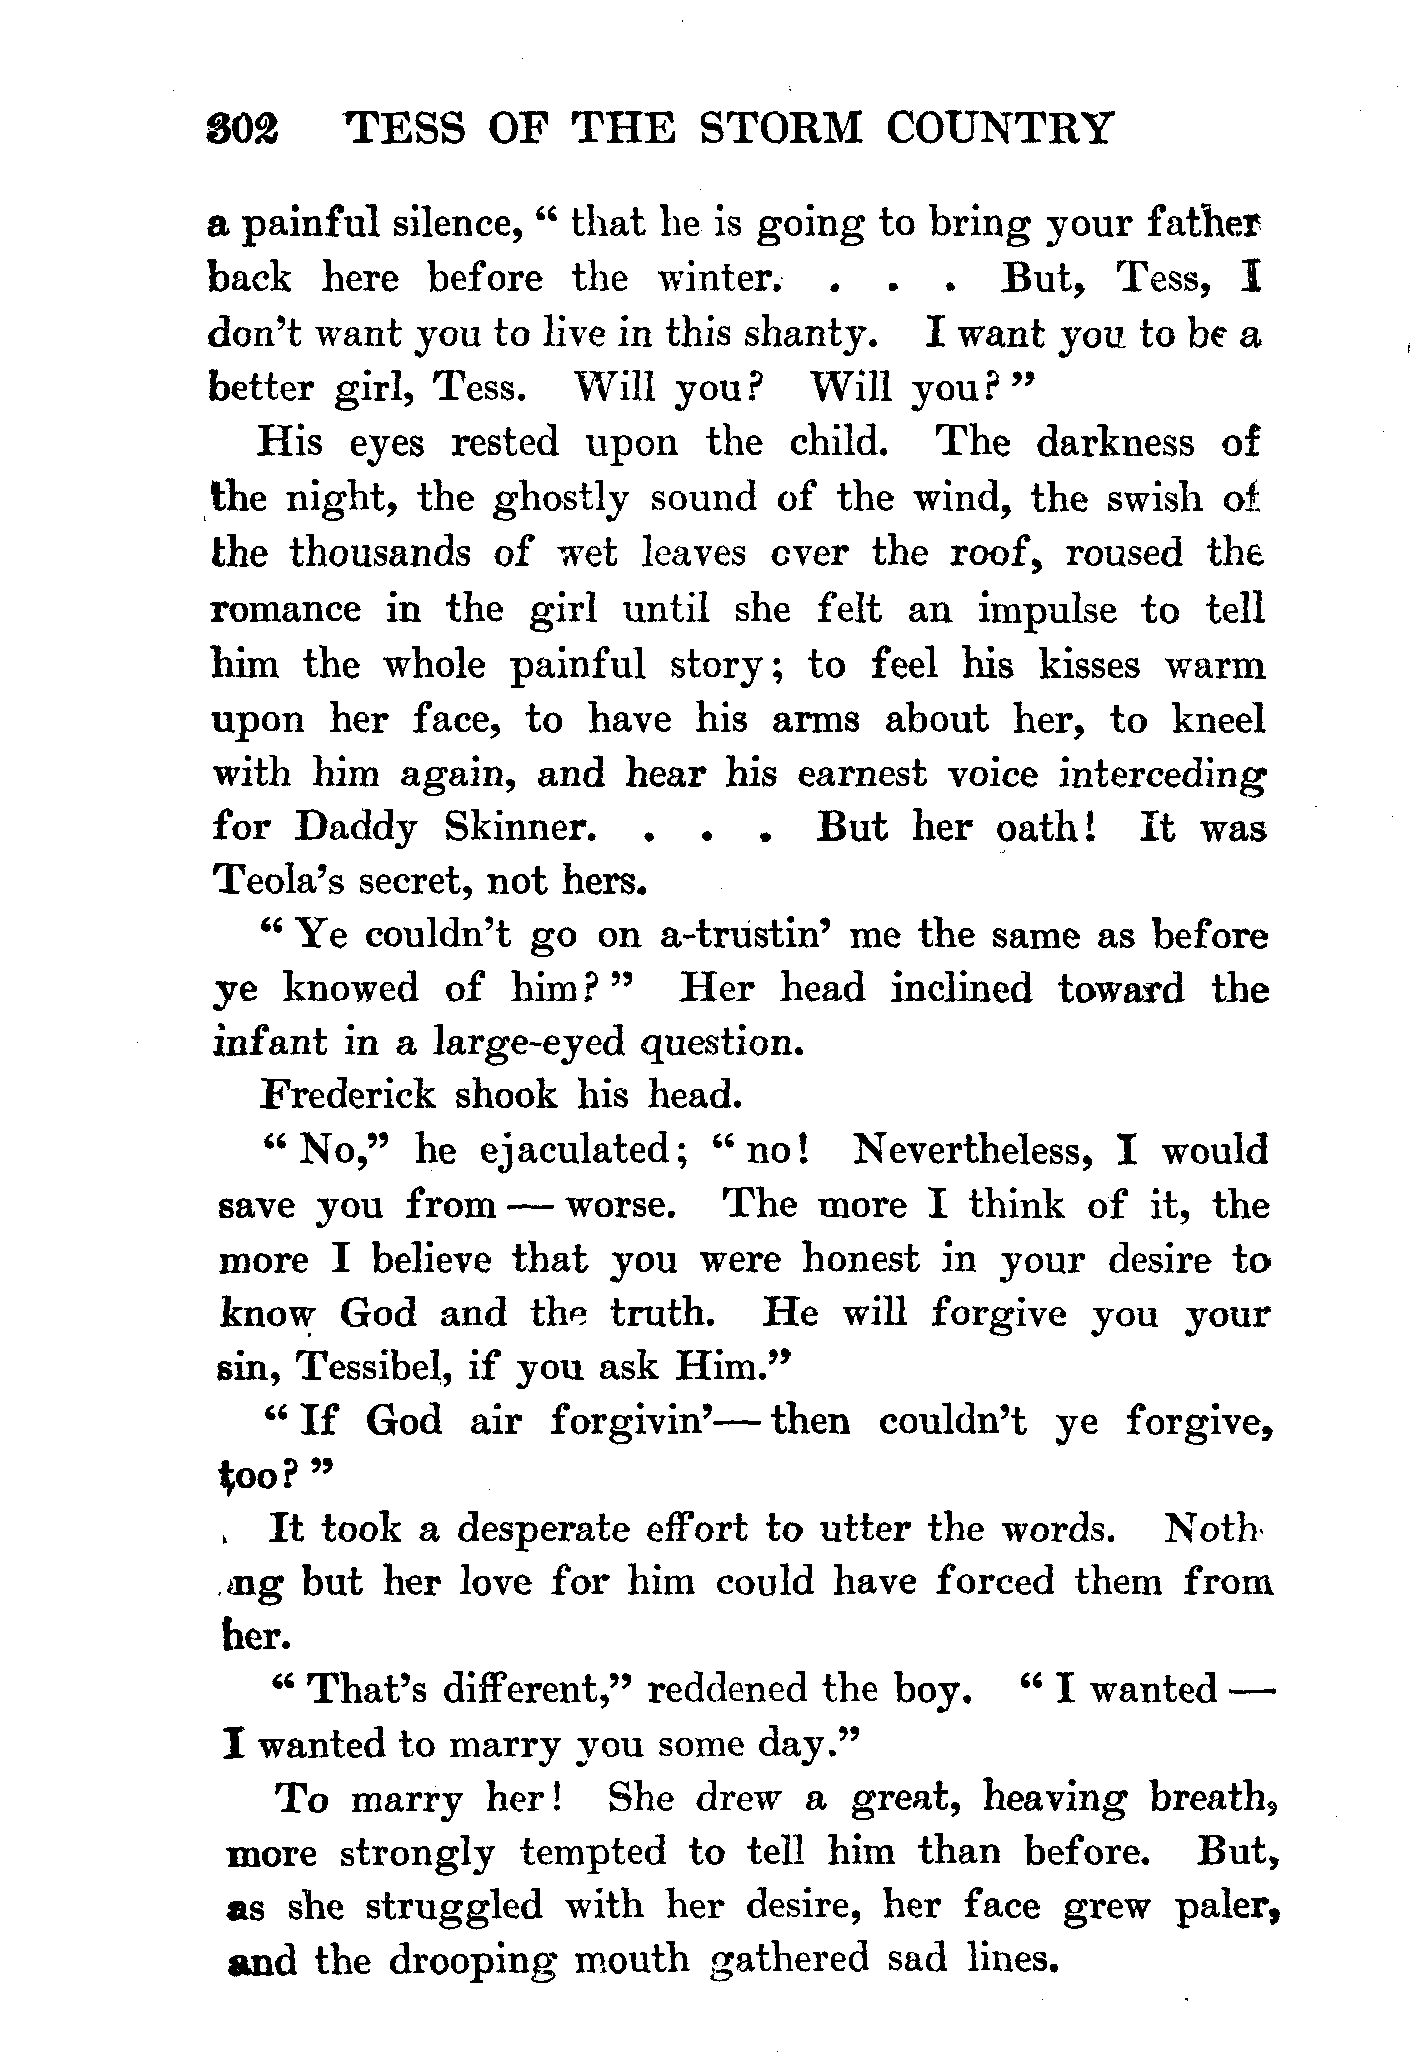 302 TESS OF THE STORM COUNTRY
a painful silence, “ that he is going to bring your father
back here before the winter. . . . But, Tess, I
don’t want you to live in this shanty. I want you to be a
better girl, Tess. Will you? Will you? ”
His eyes rested upon the child. The darkness of
the night, the ghostly sound of the wind, the swish of
the thousands of wet leaves over the roof, roused the
romance in the girl until she felt an impulse to tell
him the whole painful story; to feel his kisses warm
upon her face, to have his arms about her, to kneel
with him again, and hear his earnest voice interceding
for Daddy Skinner. . . . But her oath! It was
Teola’s secret, not hers.
“ Ye couldn’t go on a-trustin’ me the same as before
ye knowed of him? ” Her head inclined toward the
infant in a large-eyed question.
Frederick shook his head.
“ No,” he ejaculated; “ no! Nevertheless, I would
save you from — worse. The more I think of it, the
more I believe that you were honest in your desire to
know God and the truth. He will forgive you your
sin, Tessibel, if you ask Him.”
“ If God air forgivin’— then couldn’t ye forgive,
too? ”
It took a desperate effort to utter the words. Noth-
ing but her love for him could have forced them from
her.
“ That’s different,” reddened the boy. “ I wanted —
I wanted to marry you some day.”
To marry her! She drew a great, heaving breath,
more strongly tempted to tell him than before. But,
as she struggled with her desire, her face grew paler,
and the drooping mouth gathered sad lines.